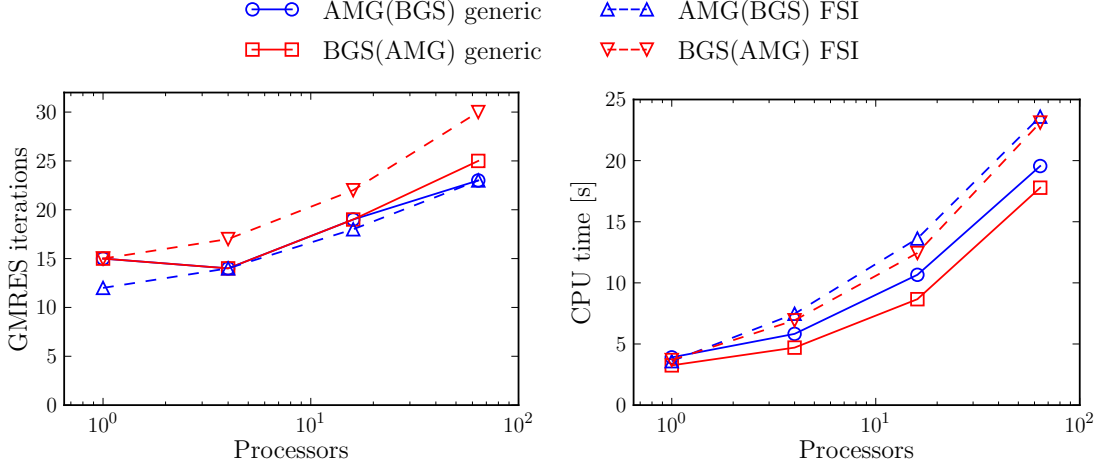 AMG(BGS) generic
BGS(AMG) generic
AMG(BGS) FSI
BGS(AMG) FSI
GMRES iterations
30
25
20
15
10
5
0
10^0
10^1
10^2
Processors
CPU time [s]
25
20
15
10
5
0
10^0
10^1
10^2
Processors